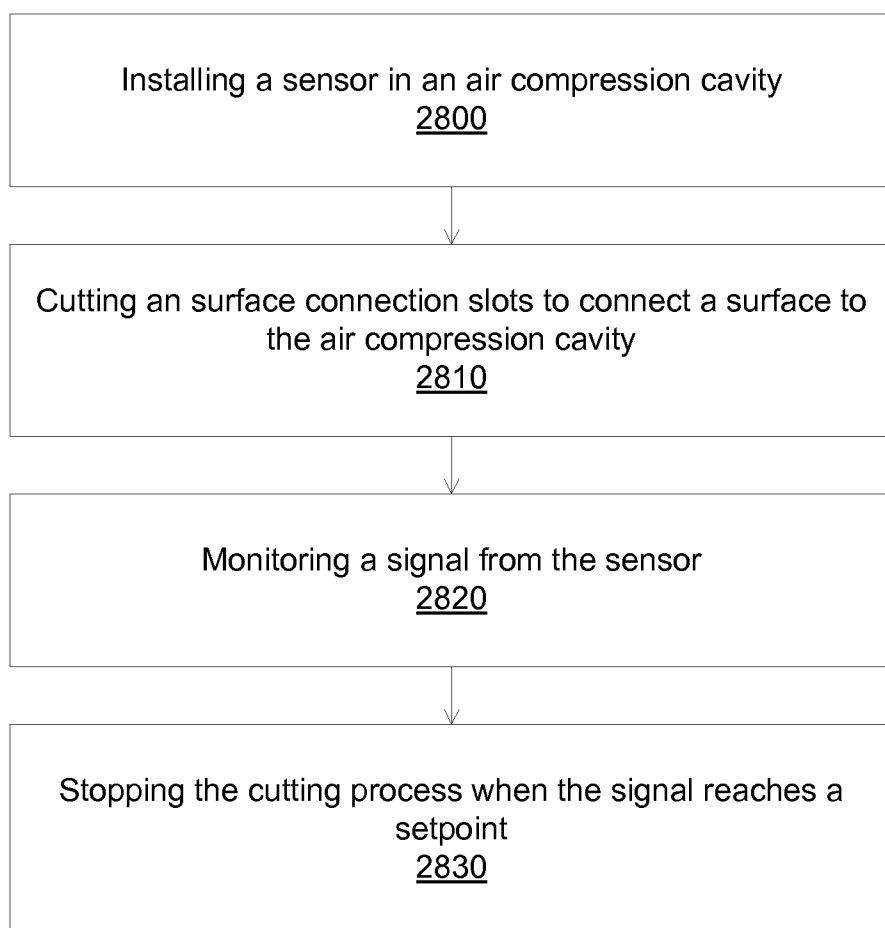 Installing a sensor in an air compression cavity
2800
Cutting an surface connection slots to connect a surface to
the air compression cavity
2810
Monitoring a signal from the sensor
2820
Stopping the cutting process when the signal reaches a
setpoint
2830